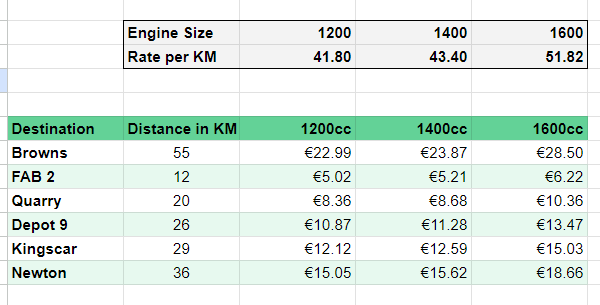 Engine Size 1200 1400 1600
Rate per KM 41.80 43.40 51.82
Destination Distance in KM 1200cc 1400cc 1600cc
Browns 55 €22.99 €23.87 €28.50
FAB 2 12 €5.02 €5.21 €6.22
Quarry 20 €8.36 €8.68 €10.36
Depot 9 26 €10.87 €11.28 €13.47
Kingscar 29 €12.12 €12.59 €15.03
Newton 36 €15.05 €15.62 €18.66